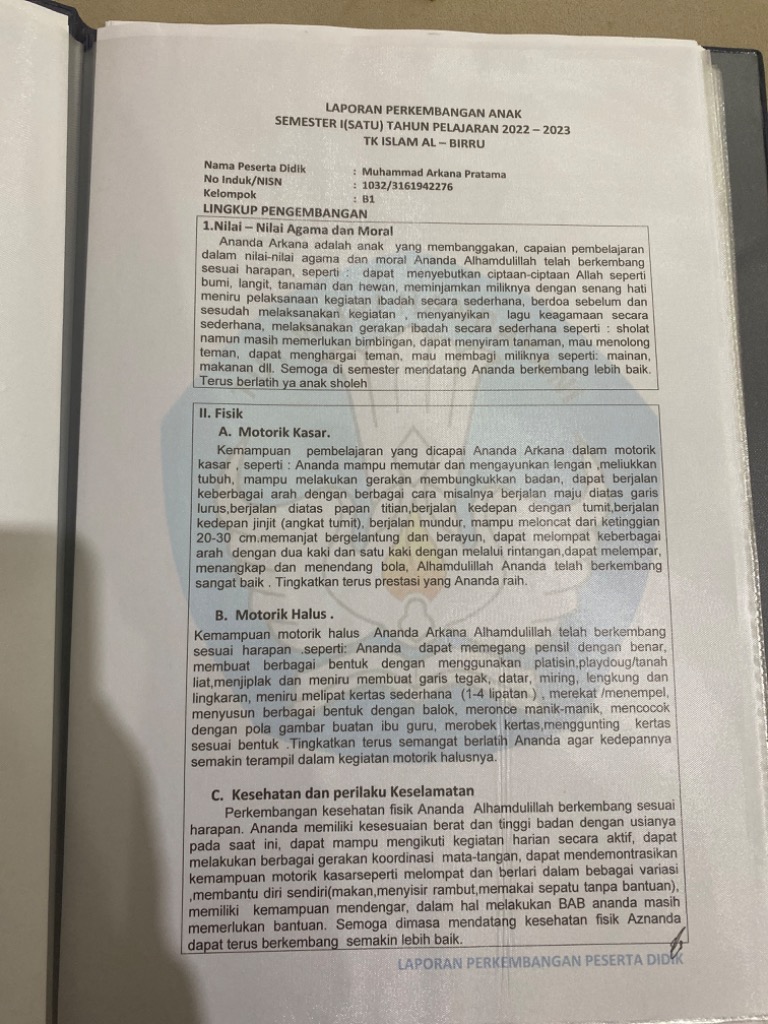 LAPORAN PERKEMBANGAN ANAK
SEMESTER I(SATU) TAHUN PELAJARAN 2022 – 2023
TK ISLAM AL – BIRRU
Nama Peserta Didik : Muhammad Arkana Pratama
No Induk/NISN : 1032/3161942276
Kelompok : B1
LINGKUP PENGEMBANGAN
1.Nilai – Nilai Agama dan Moral
Ananda Arkana adalah anak yang membanggakan, capaian pembelajaran
dalam nilai-nilai agama dan moral Ananda Alhamdulillah telah berkembang
sesuai harapan, seperti : dapat menyebutkan ciptaan-ciptaan Allah seperti
bumi, langit, tanaman dan hewan, meminjamkan miliknya dengan senang hati
meniru pelaksanaan kegiatan ibadah secara sederhana, berdoa sebelum dan
sesudah melaksanakan kegiatan , menyanyikan lagu keagamaan secara
sederhana, melaksanakan gerakan ibadah secara sederhana seperti : sholat
namun masih memerlukan bimbingan, dapat menyiram tanaman, mau menolong
teman, dapat menghargai teman, mau membagi miliknya seperti: mainan,
makanan dll. Semoga di semester mendatang Ananda berkembang lebih baik.
Terus berlatih ya anak sholeh
II. Fisik
A. Motorik Kasar.
Kemampuan pembelajaran yang dicapai Ananda Arkana dalam motorik
kasar , seperti : Ananda mampu memutar dan mengayunkan lengan ,meliukkan
tubuh, mampu melakukan gerakan membungkukkan badan, dapat berjalan
keberbagai arah dengan berbagai cara misalnya berjalan maju diatas garis
lurus,berjalan diatas papan titian,berjalan kedepan dengan tumit,berjalan
kedepan jinjit (angkat tumit), berjalan mundur, mampu meloncat dari ketinggian
20-30 cm.memanjat bergelantung dan berayun, dapat melompat keberbagai
arah dengan dua kaki dan satu kaki dengan melalui rintangan,dapat melempar,
menangkap dan menendang bola, Alhamdulillah Ananda telah berkembang
sangat baik . Tingkatkan terus prestasi yang Ananda raih.
B. Motorik Halus .
Kemampuan motorik halus Ananda Arkana Alhamdulillah telah berkembang
sesuai harapan .seperti: Ananda dapat memegang pensil dengan benar,
membuat berbagai bentuk dengan menggunakan platisin,playdoug/tanah
liat,menjiplak dan meniru membuat garis tegak, datar, miring, lengkung dan
lingkaran, meniru melipat kertas sederhana (1-4 lipatan ) , merekat /menempel,
menyusun berbagai bentuk dengan balok, meronce manik-manik, mencocok
dengan pola gambar buatan ibu guru, merobek kertas,menggunting kertas
sesuai bentuk .Tingkatkan terus semangat berlatih Ananda agar kedepannya
semakin terampil dalam kegiatan motorik halusnya.
C. Kesehatan dan perilaku Keselamatan
Perkembangan kesehatan fisik Ananda Alhamdulillah berkembang sesuai
harapan. Ananda memiliki kesesuaian berat dan tinggi badan dengan usianya
pada saat ini, dapat mampu mengikuti kegiatan harian secara aktif, dapat
melakukan berbagai gerakan koordinasi mata-tangan, dapat mendemontrasikan
kemampuan motorik kasarseperti melompat dan berlari dalam bebagai variasi
,membantu diri sendiri(makan,menyisir rambut,memakai sepatu tanpa bantuan),
memiliki kemampuan mendengar, dalam hal melakukan BAB ananda masih
memerlukan bantuan. Semoga dimasa mendatang kesehatan fisik Aznanda
dapat terus berkembang semakin lebih baik.
LAPORAN PERKEMBANGAN PESERTA DIDIK